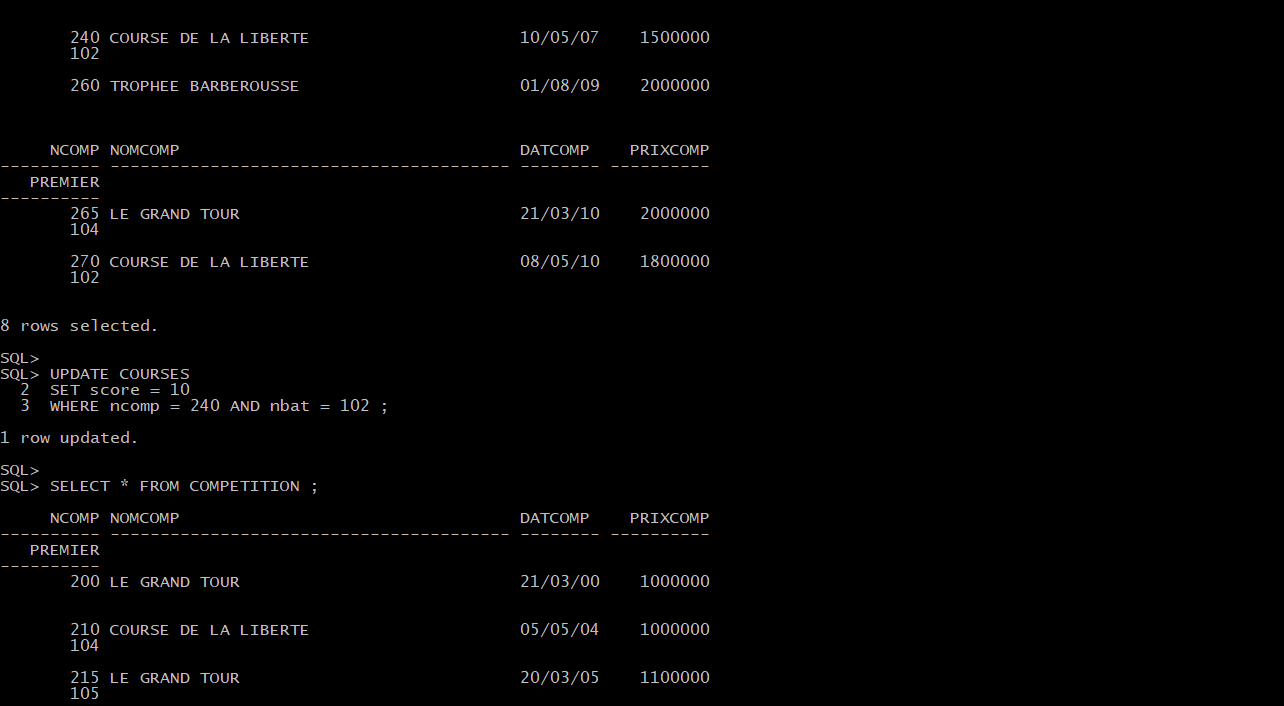 240 COURSE DE LA LIBERTE 10/05/07 1500000
102
260 TROPHEE BARBEROUSSE 01/08/09 2000000
NCOMP NOMCOMP DATCOMP PRIXCOMP
---------- ---------------------------------------- -------- ----------
PREMIER
----------
265 LE GRAND TOUR 21/03/10 2000000
104
270 COURSE DE LA LIBERTE 08/05/10 1800000
102
8 rows selected.
SQL>
SQL> UPDATE COURSES
2 SET score = 10
3 WHERE ncomp = 240 AND nbat = 102 ;
1 row updated.
SQL>
SQL> SELECT * FROM COMPETITION ;
NCOMP NOMCOMP DATCOMP PRIXCOMP
---------- ---------------------------------------- -------- ----------
PREMIER
----------
200 LE GRAND TOUR 21/03/00 1000000
210 COURSE DE LA LIBERTE 05/05/04 1000000
104
215 LE GRAND TOUR 20/03/05 1100000
105